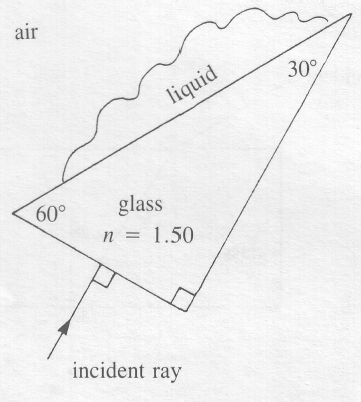 air
liquid
30°
60°
glass
n = 1.50
incident ray